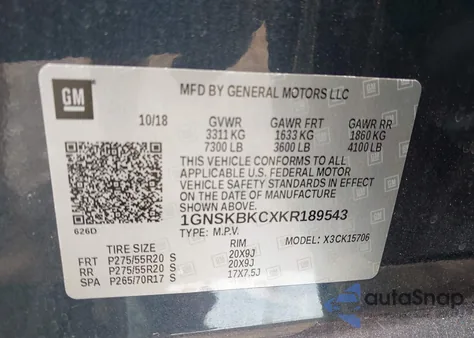 GM
MFD BY GENERAL MOTORS LLC
10/18 GVWR GAWR FRT GAWR RR
3311 KG 1633 KG 1860 KG
7300 LB 3600 LB 4100 LB
THIS VEHICLE CONFORMS TO ALL
APPLICABLE U.S. FEDERAL MOTOR
VEHICLE SAFETY STANDARDS IN EFFECT
ON THE DATE OF MANUFACTURE
SHOWN ABOVE.
1GNSKBKCXKR189543
626D
TYPE: M.P.V. MODEL: X3CK15706
TIRE SIZE RIM
FRT P275/55R20 S 20X9J
RR P275/55R20 S 20X9J
SPA P265/70R17 S 17X7.5J
autoSnap